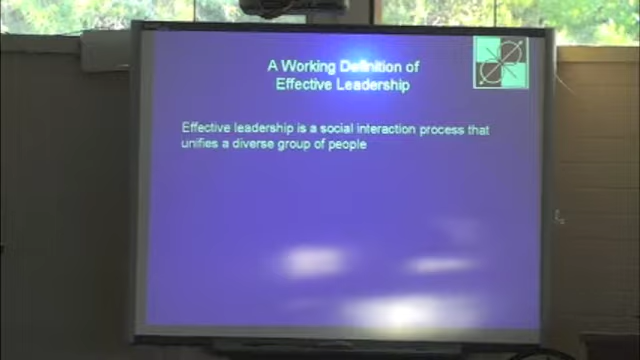 A Working Definition of
Effective Leadership
Effective leadership is a social interaction process that
unifies a diverse group of people